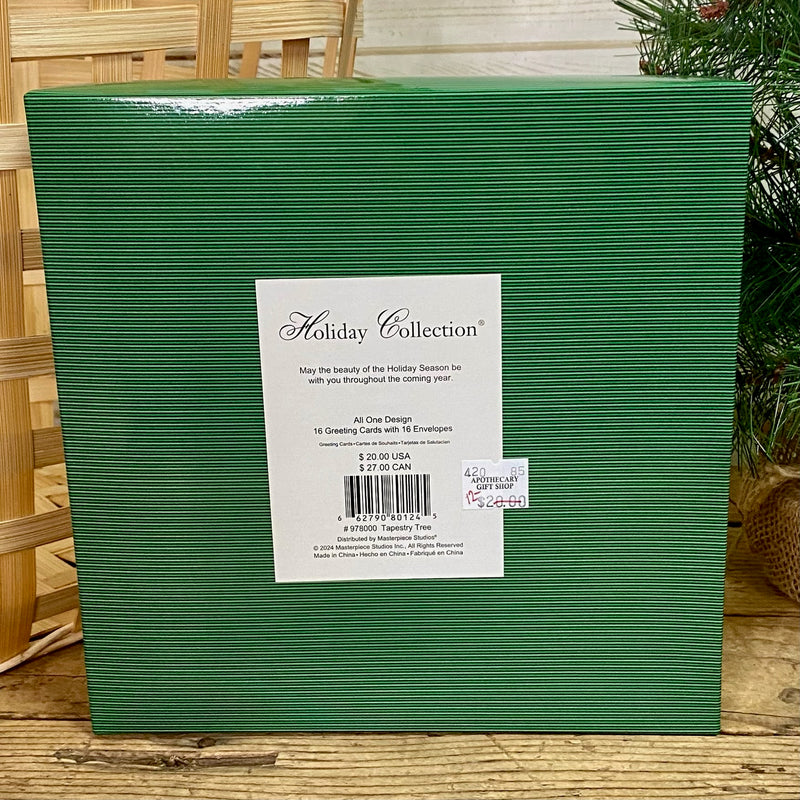 Holiday Collection®
May the beauty of the Holiday Season be
with you throughout the coming year.
All One Design
16 Greeting Cards with 16 Envelopes
Greeting Cards • Cartes de Souhaits • Tarjetas de Salutacion
$ 20.00 USA
$ 27.00 CAN
6 62790 80124 5
# 978000 Tapestry Tree
Distributed by Masterpiece Studios®
© 2024 Masterpiece Studios Inc., All Rights Reserved
Made in China • Hecho en China • Fabriqué en China
420 85
APOTHECARY
GIFT SHOP
12- $20.00